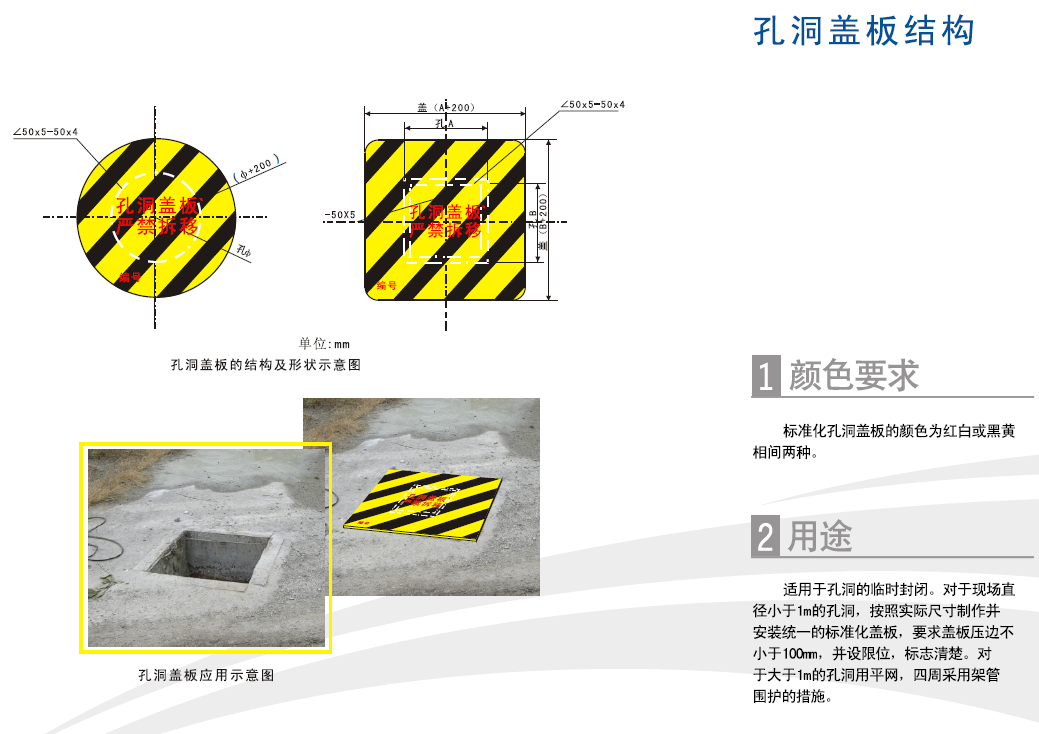 孔洞盖板结构
∠50x5-50x4
(ф+200)
孔洞盖板
严禁拆移
孔ф
编号
盖(A+200)
孔A
∠50x5-50x4
-50X5
孔洞盖板
严禁拆移
孔B
盖(B+200)
编号
单位:mm
孔洞盖板的结构及形状示意图
孔洞盖板
编号
孔洞盖板应用示意图
1 颜色要求
标准化孔洞盖板的颜色为红白或黑黄
相间两种。
2 用途
适用于孔洞的临时封闭。对于现场直
径小于1m的孔洞，按照实际尺寸制作并
安装统一的标准化盖板，要求盖板压边不
小于100mm，并设限位，标志清楚。对
于大于1m的孔洞用平网，四周采用架管
围护的措施。